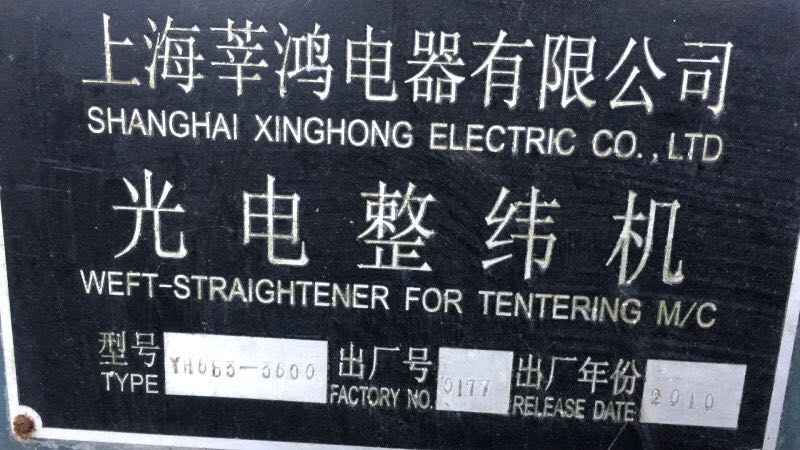 上海莘鸿电器有限公司
SHANGHAI XINGHONG ELECTRIC CO.,LTD
光电整纬机
WEFT-STRAIGHTENER FOR TENTERING M/C
型号 YH683-3600 出厂号 0177 出厂年份 2010
TYPE FACTORY NO. RELEASE DATE